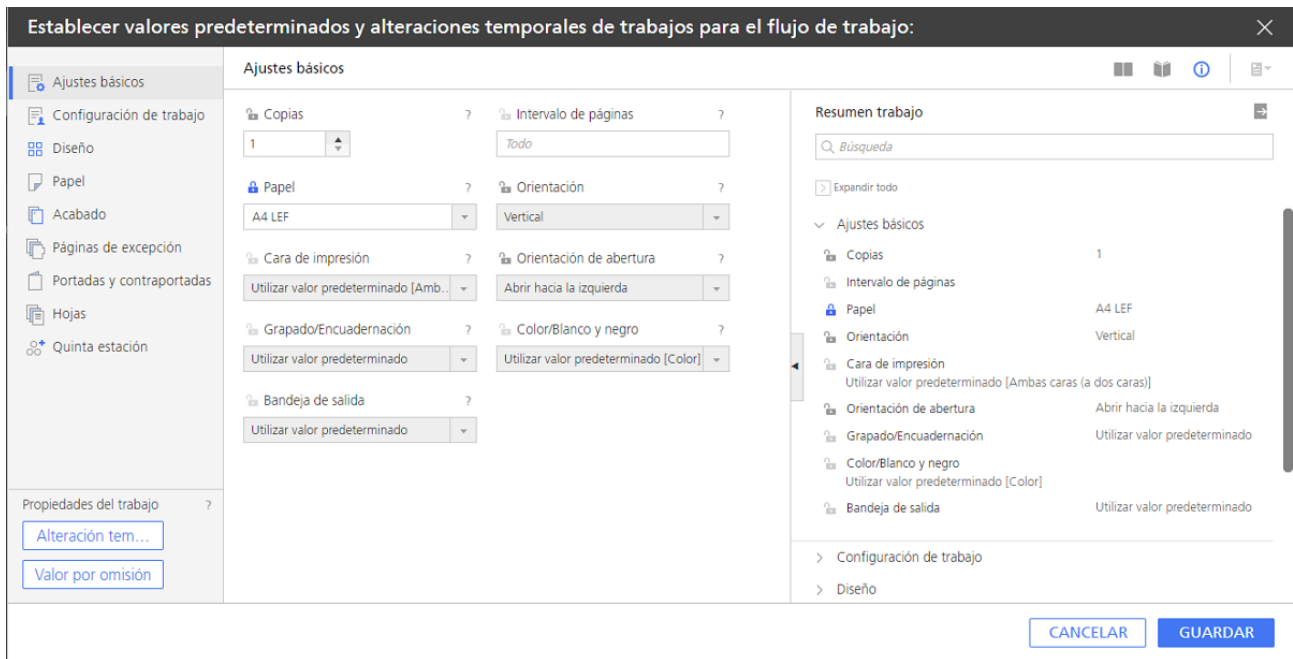 Establecer valores predeterminados y alteraciones temporales de trabajos para el flujo de trabajo:
Ajustes básicos
Configuración de trabajo
Diseño
Papel
Acabado
Páginas de excepción
Portadas y contraportadas
Hojas
Quinta estación
Propiedades del trabajo ?
Alteración tem...
Valor por omisión
Ajustes básicos
Copias ? Intervalo de páginas ?
1 Todo
Papel ? Orientación ?
A4 LEF Vertical
Cara de impresión ? Orientación de abertura ?
Utilizar valor predeterminado [Amb.. Abrir hacia la izquierda
Grapado/Encuadernación ? Color/Blanco y negro ?
Utilizar valor predeterminado Utilizar valor predeterminado [Color]
Bandeja de salida ?
Utilizar valor predeterminado
Resumen trabajo
Búsqueda
Expandir todo
Ajustes básicos
Copias 1
Intervalo de páginas
Papel A4 LEF
Orientación Vertical
Cara de impresión
Utilizar valor predeterminado [Ambas caras (a dos caras)]
Orientación de abertura Abrir hacia la izquierda
Grapado/Encuadernación Utilizar valor predeterminado
Color/Blanco y negro
Utilizar valor predeterminado [Color]
Bandeja de salida Utilizar valor predeterminado
Configuración de trabajo
Diseño
CANCELAR GUARDAR